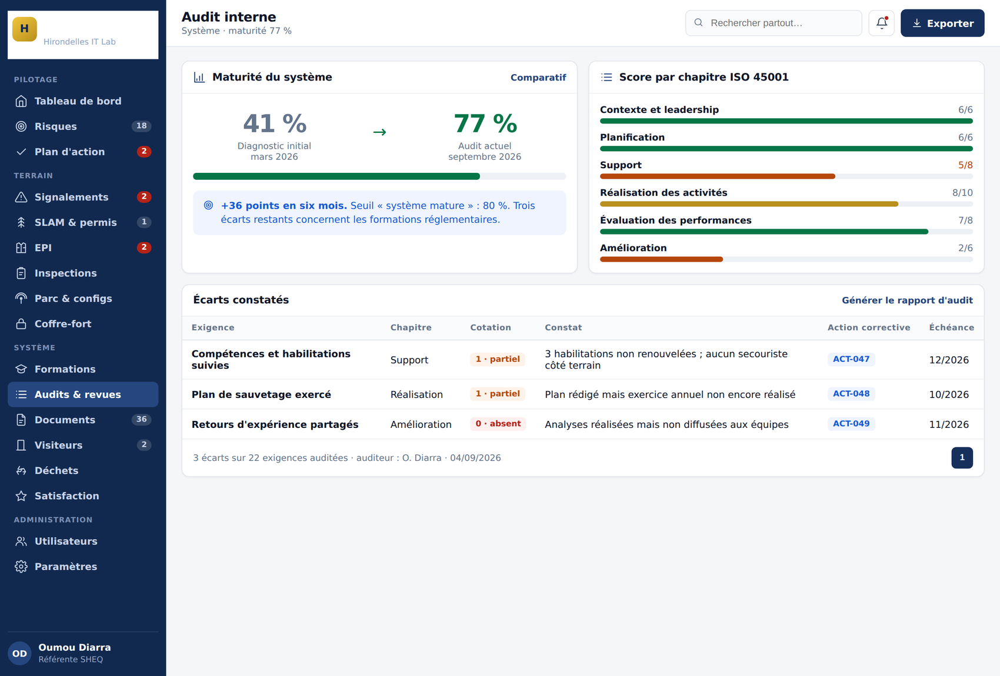 H
Hirondelles IT Lab
PILOTAGE
Tableau de bord
Risques 18
Plan d'action 2
TERRAIN
Signalements 2
SLAM & permis 1
EPI 2
Inspections
Parc & configs
Coffre-fort
SYSTÈME
Formations
Audits & revues
Documents 36
Visiteurs 2
Déchets
Satisfaction
ADMINISTRATION
Utilisateurs
Paramètres
OD
Oumou Diarra
Référente SHEQ
Audit interne
Système · maturité 77 %
Rechercher partout…
Exporter
Maturité du système
Comparatif
41 %
Diagnostic initial
mars 2026
→
77 %
Audit actuel
septembre 2026
+36 points en six mois. Seuil « système mature » : 80 %. Trois
écarts restants concernent les formations réglementaires.
Score par chapitre ISO 45001
Contexte et leadership 6/6
Planification 6/6
Support 5/8
Réalisation des activités 8/10
Évaluation des performances 7/8
Amélioration 2/6
Écarts constatés
Générer le rapport d'audit
Exigence Chapitre Cotation Constat Action corrective Échéance
Compétences et habilitations
suivies
Support
1 · partiel
3 habilitations non renouvelées ; aucun secouriste
côté terrain
ACT-047
12/2026
Plan de sauvetage exercé Réalisation 1 · partiel Plan rédigé mais exercice annuel non encore réalisé ACT-048 10/2026
Retours d'expérience partagés Amélioration 0 · absent Analyses réalisées mais non diffusées aux équipes ACT-049 11/2026
3 écarts sur 22 exigences auditées · auditeur : O. Diarra · 04/09/2026
1